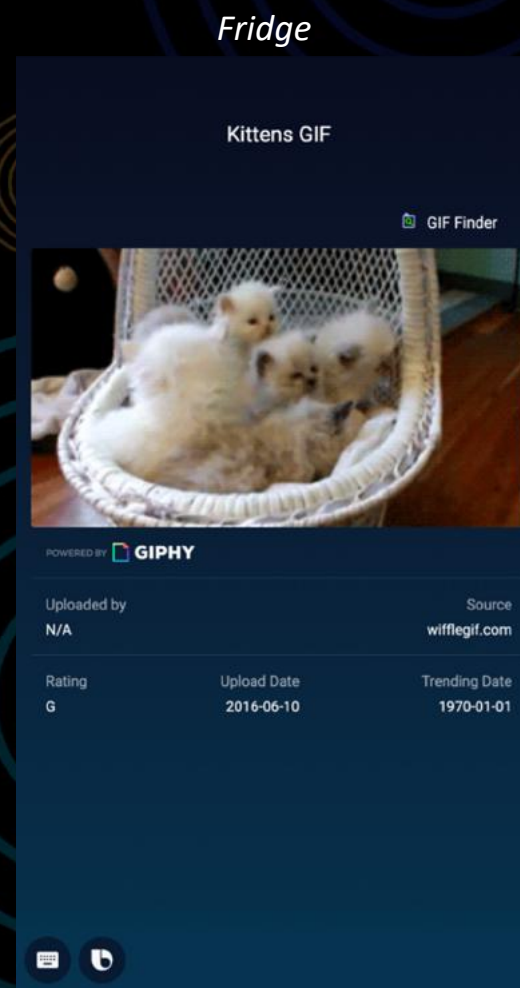 Fridge
Kittens GIF
GIF Finder
POWERED BY GIPHY
Uploaded by Source
N/A wifflegif.com
Rating Upload Date Trending Date
G 2016-06-10 1970-01-01